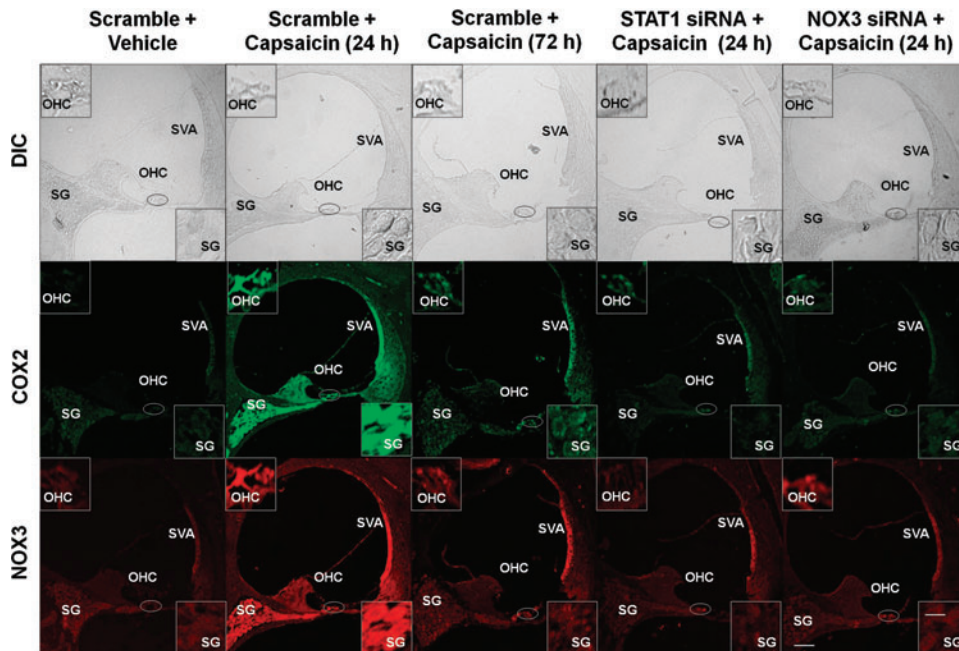 Scramble + Vehicle
Scramble + Capsaicin (24 h)
Scramble + Capsaicin (72 h)
STAT1 siRNA + Capsaicin (24 h)
NOX3 siRNA + Capsaicin (24 h)
DIC
OHC
SVA
OHC
SG
SG
OHC
SVA
OHC
SG
SG
OHC
SVA
OHC
SG
SG
OHC
SVA
OHC
SG
SG
OHC
SVA
OHC
SG
SG
COX2
OHC
SVA
OHC
SG
SG
OHC
SVA
OHC
SG
SG
OHC
SVA
OHC
SG
SG
OHC
SVA
OHC
SG
SG
OHC
SVA
OHC
SG
SG
NOX3
OHC
SVA
OHC
SG
SG
OHC
SVA
OHC
SG
SG
OHC
SVA
OHC
SG
SG
OHC
SVA
OHC
SG
SG
OHC
SVA
OHC
SG
SG